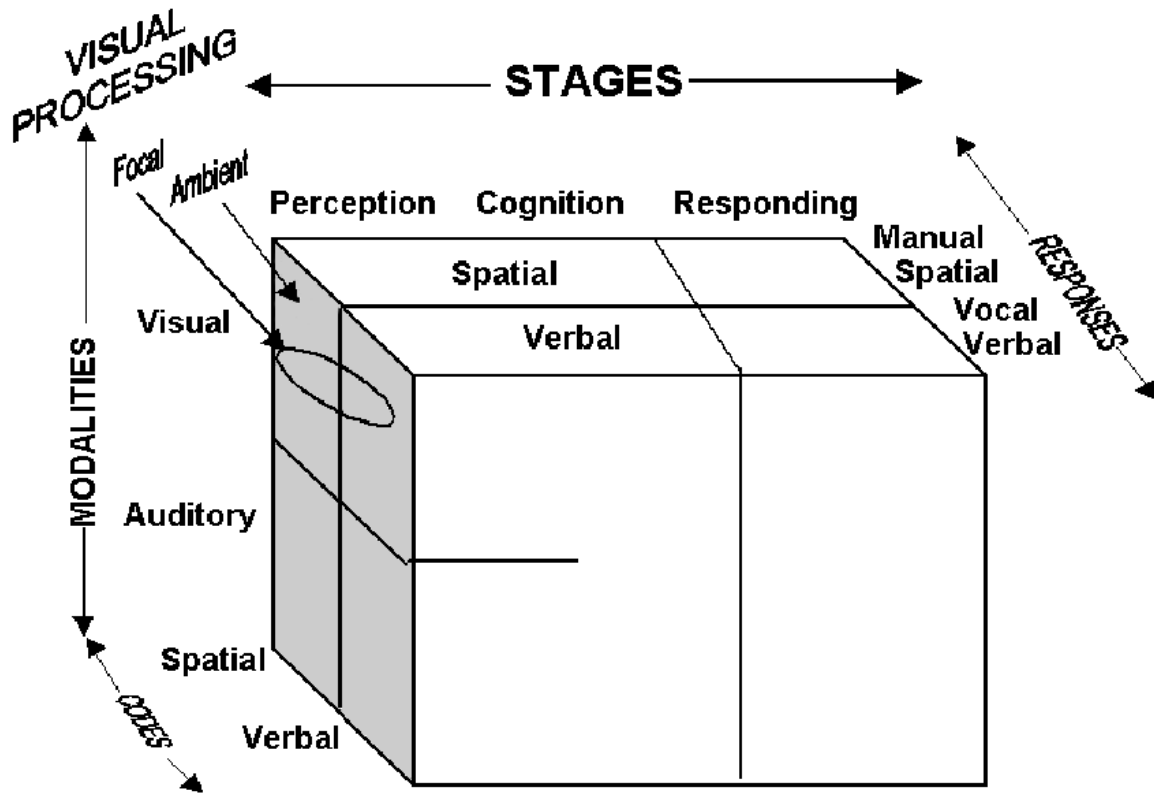 VISUAL
PROCESSING
STAGES
Focal
Ambient
Perception Cognition Responding
Manual
Spatial
Vocal
Verbal
RESPONSES
Spatial
Verbal
Visual
MODALITIES
Auditory
Spatial
Verbal
CODES